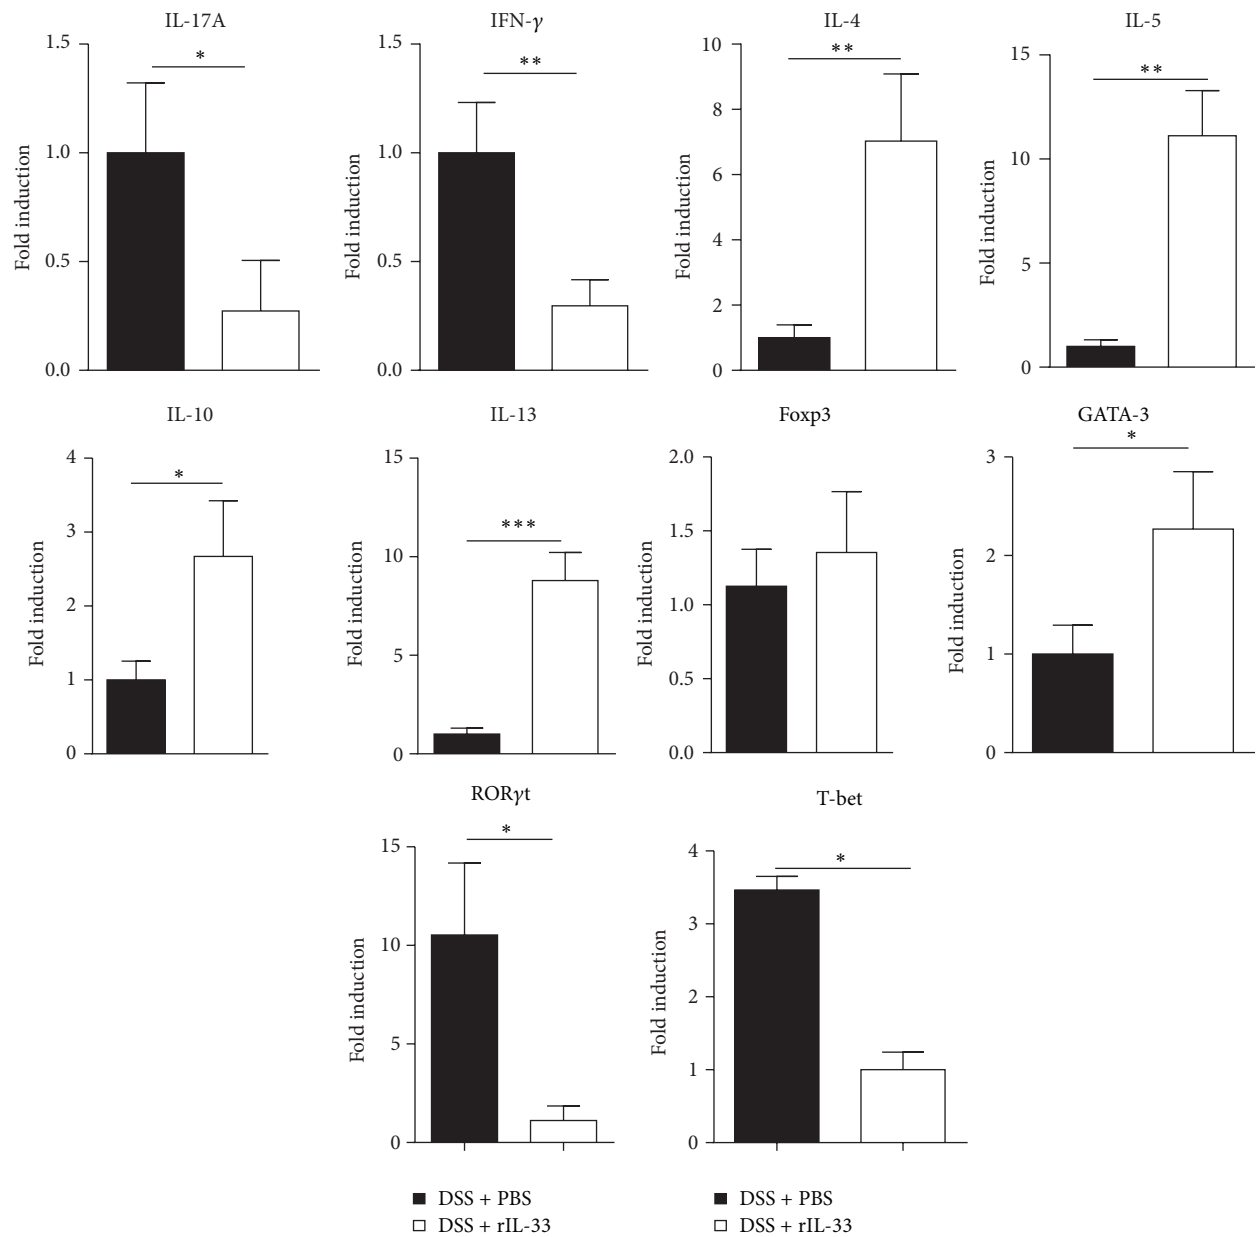 IL-17A
1.5
1.0
0.5
0.0
Fold induction
*
IFN-γ
1.5
1.0
0.5
0.0
Fold induction
**
IL-4
10
8
6
4
2
0
Fold induction
**
IL-5
15
10
5
0
Fold induction
**
IL-10
4
3
2
1
0
Fold induction
*
IL-13
15
10
5
0
Fold induction
***
Foxp3
2.0
1.5
1.0
0.5
0.0
Fold induction
GATA-3
3
2
1
0
Fold induction
*
RORγt
15
10
5
0
Fold induction
*
DSS + PBS
DSS + rIL-33
T-bet
4
3
2
1
0
Fold induction
*
DSS + PBS
DSS + rIL-33